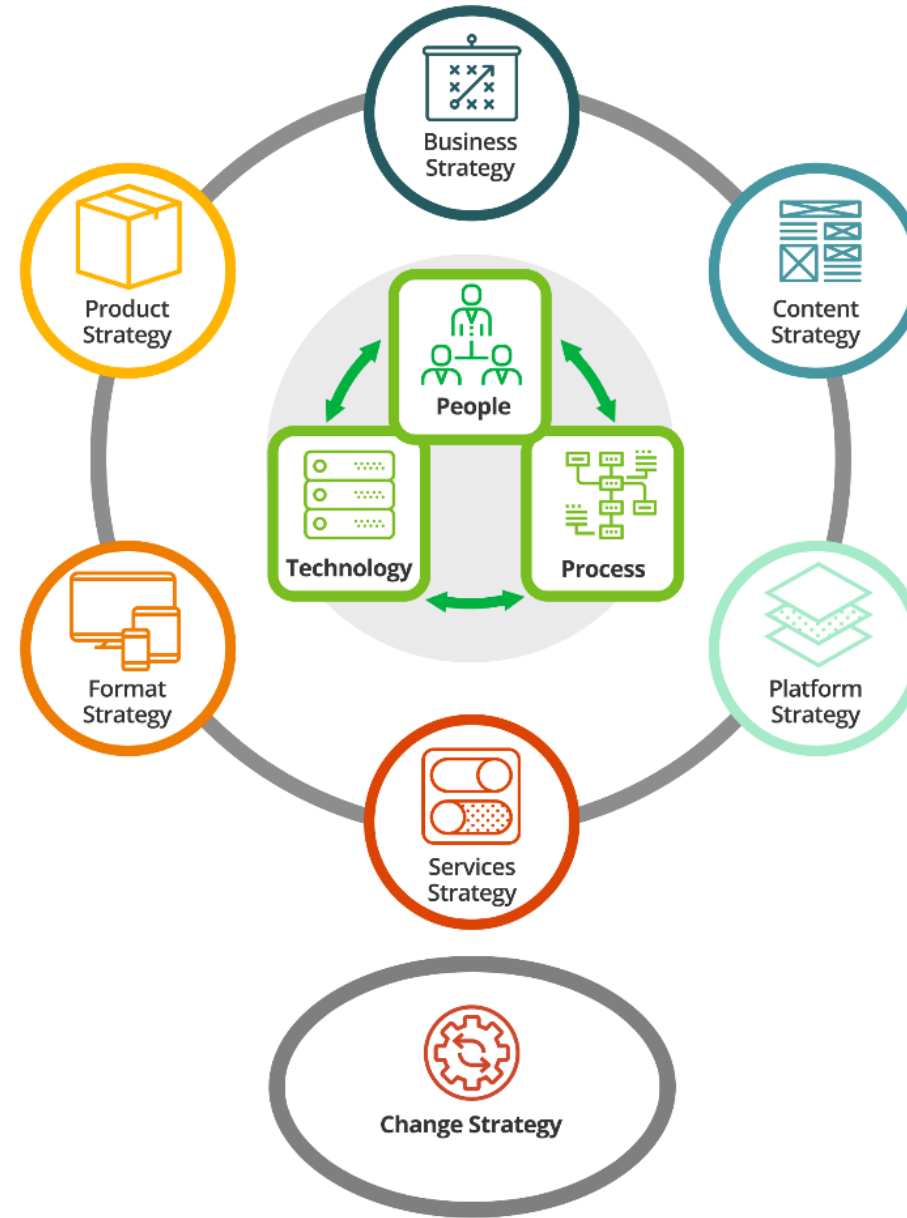 Business
Strategy
Product
Strategy
Content
Strategy
People
Technology
Process
Format
Strategy
Platform
Strategy
Services
Strategy
Change Strategy